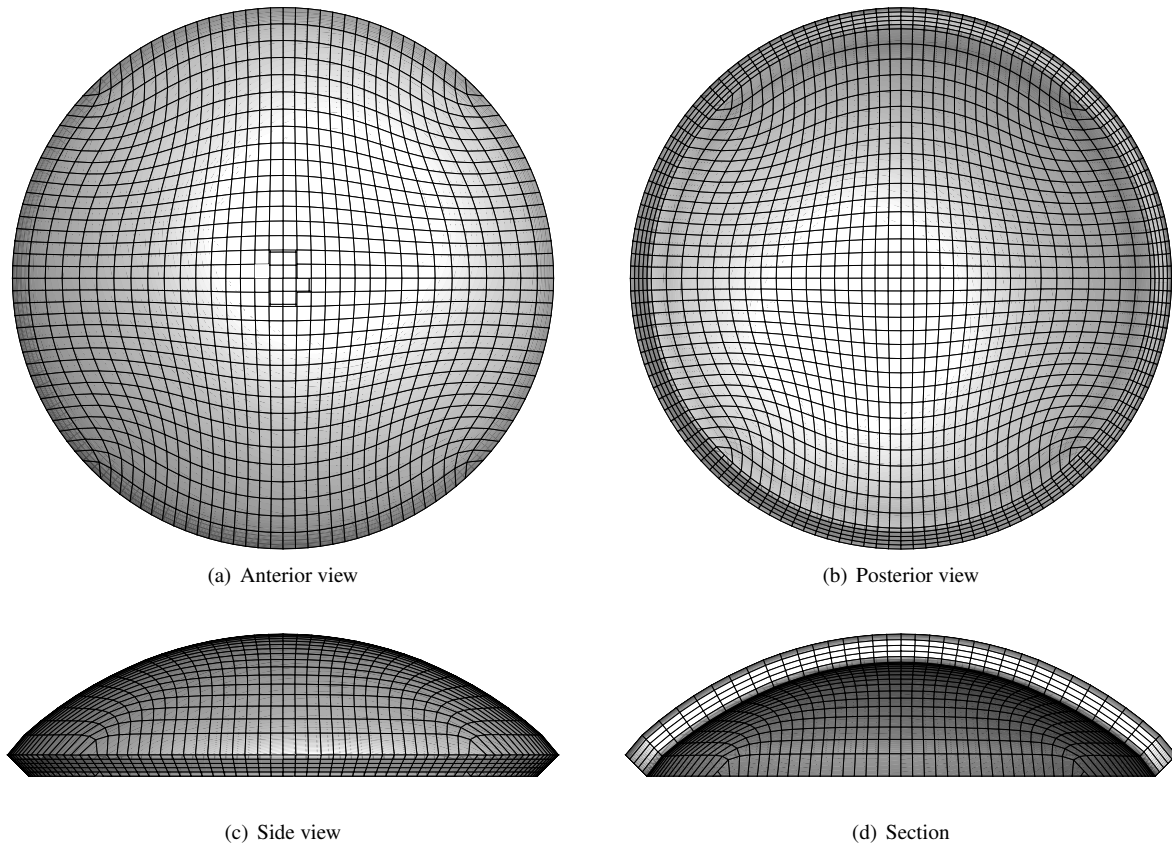 (a) Anterior view
(b) Posterior view
(c) Side view
(d) Section